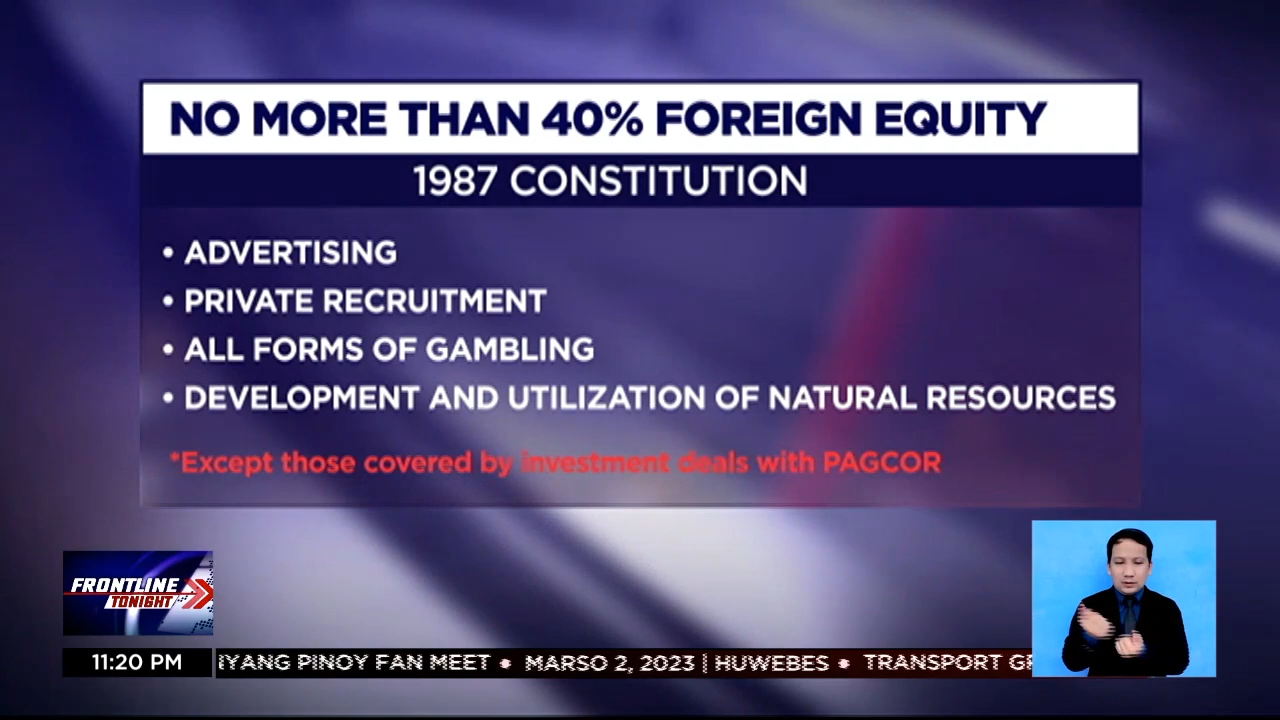 NO MORE THAN 40% FOREIGN EQUITY
1987 CONSTITUTION
• ADVERTISING
• PRIVATE RECRUITMENT
• ALL FORMS OF GAMBLING
• DEVELOPMENT AND UTILIZATION OF NATURAL RESOURCES
*Except those covered by investment deals with PAGCOR
FRONTLINE
TONIGHT
11:20 PM
IYANG PINOY FAN MEET • MARSO 2, 2023 | HUWEBES • TRANSPORT